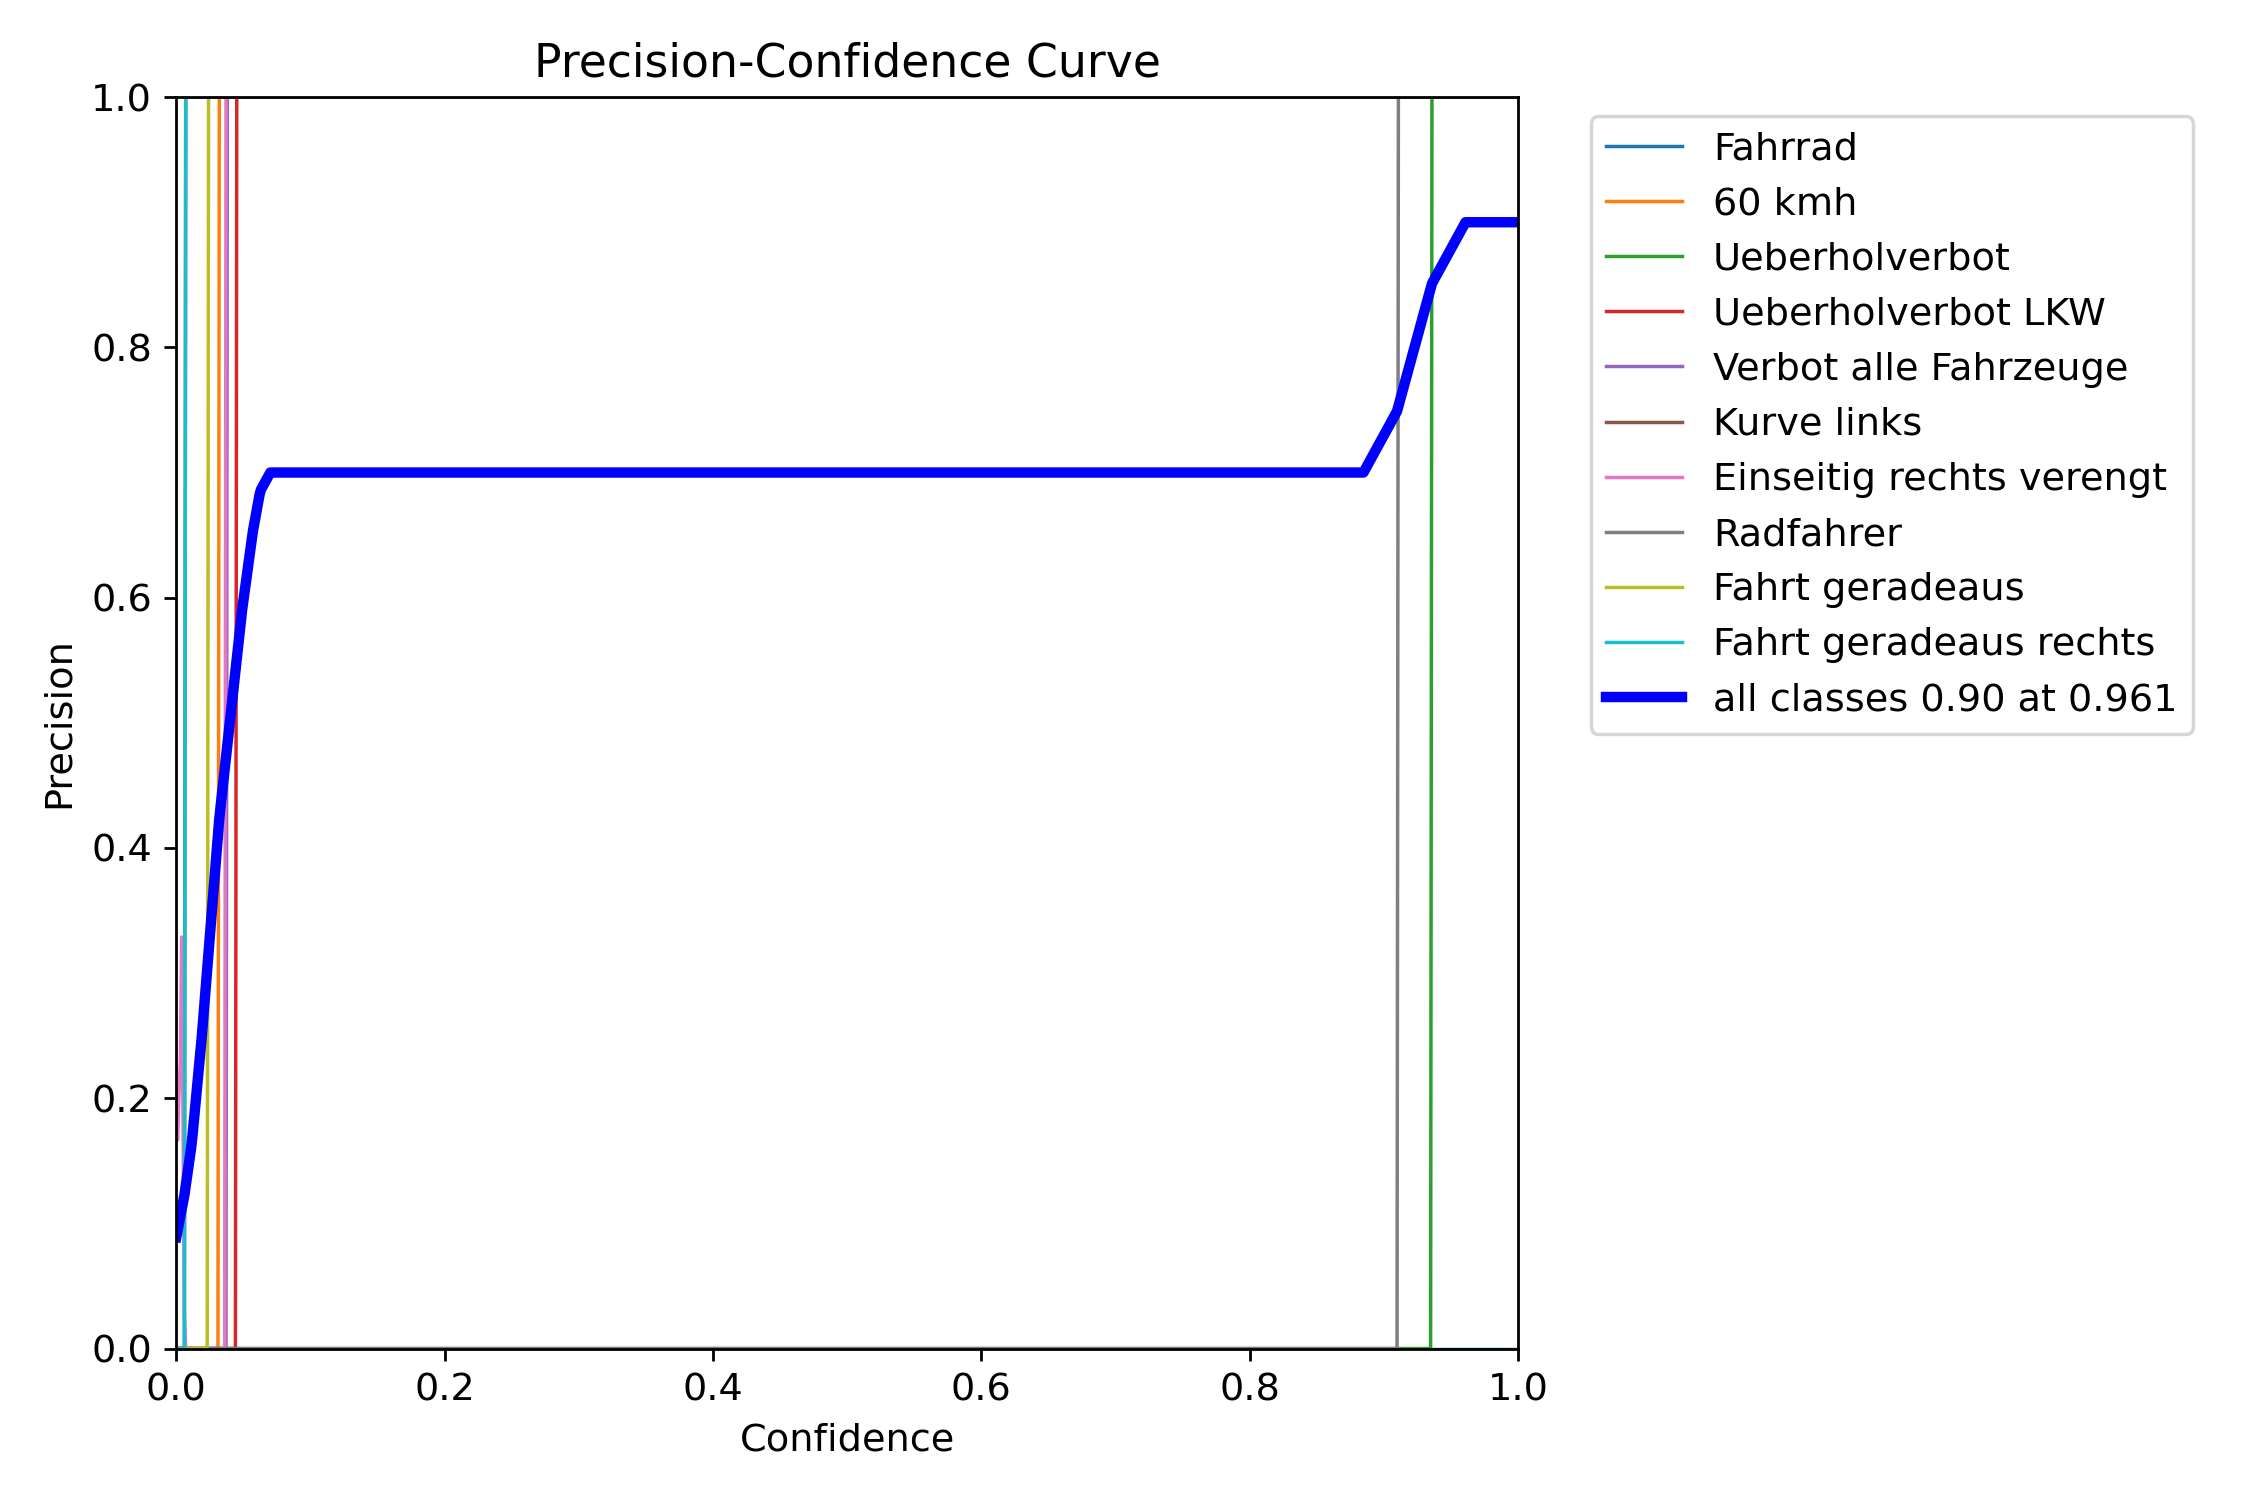 Precision-Confidence Curve
1.0
0.8
0.6
0.4
0.2
0.0
Precision
0.0 0.2 0.4 0.6 0.8 1.0
Confidence
Fahrrad
60 kmh
Ueberholverbot
Ueberholverbot LKW
Verbot alle Fahrzeuge
Kurve links
Einseitig rechts verengt
Radfahrer
Fahrt geradeaus
Fahrt geradeaus rechts
all classes 0.90 at 0.961